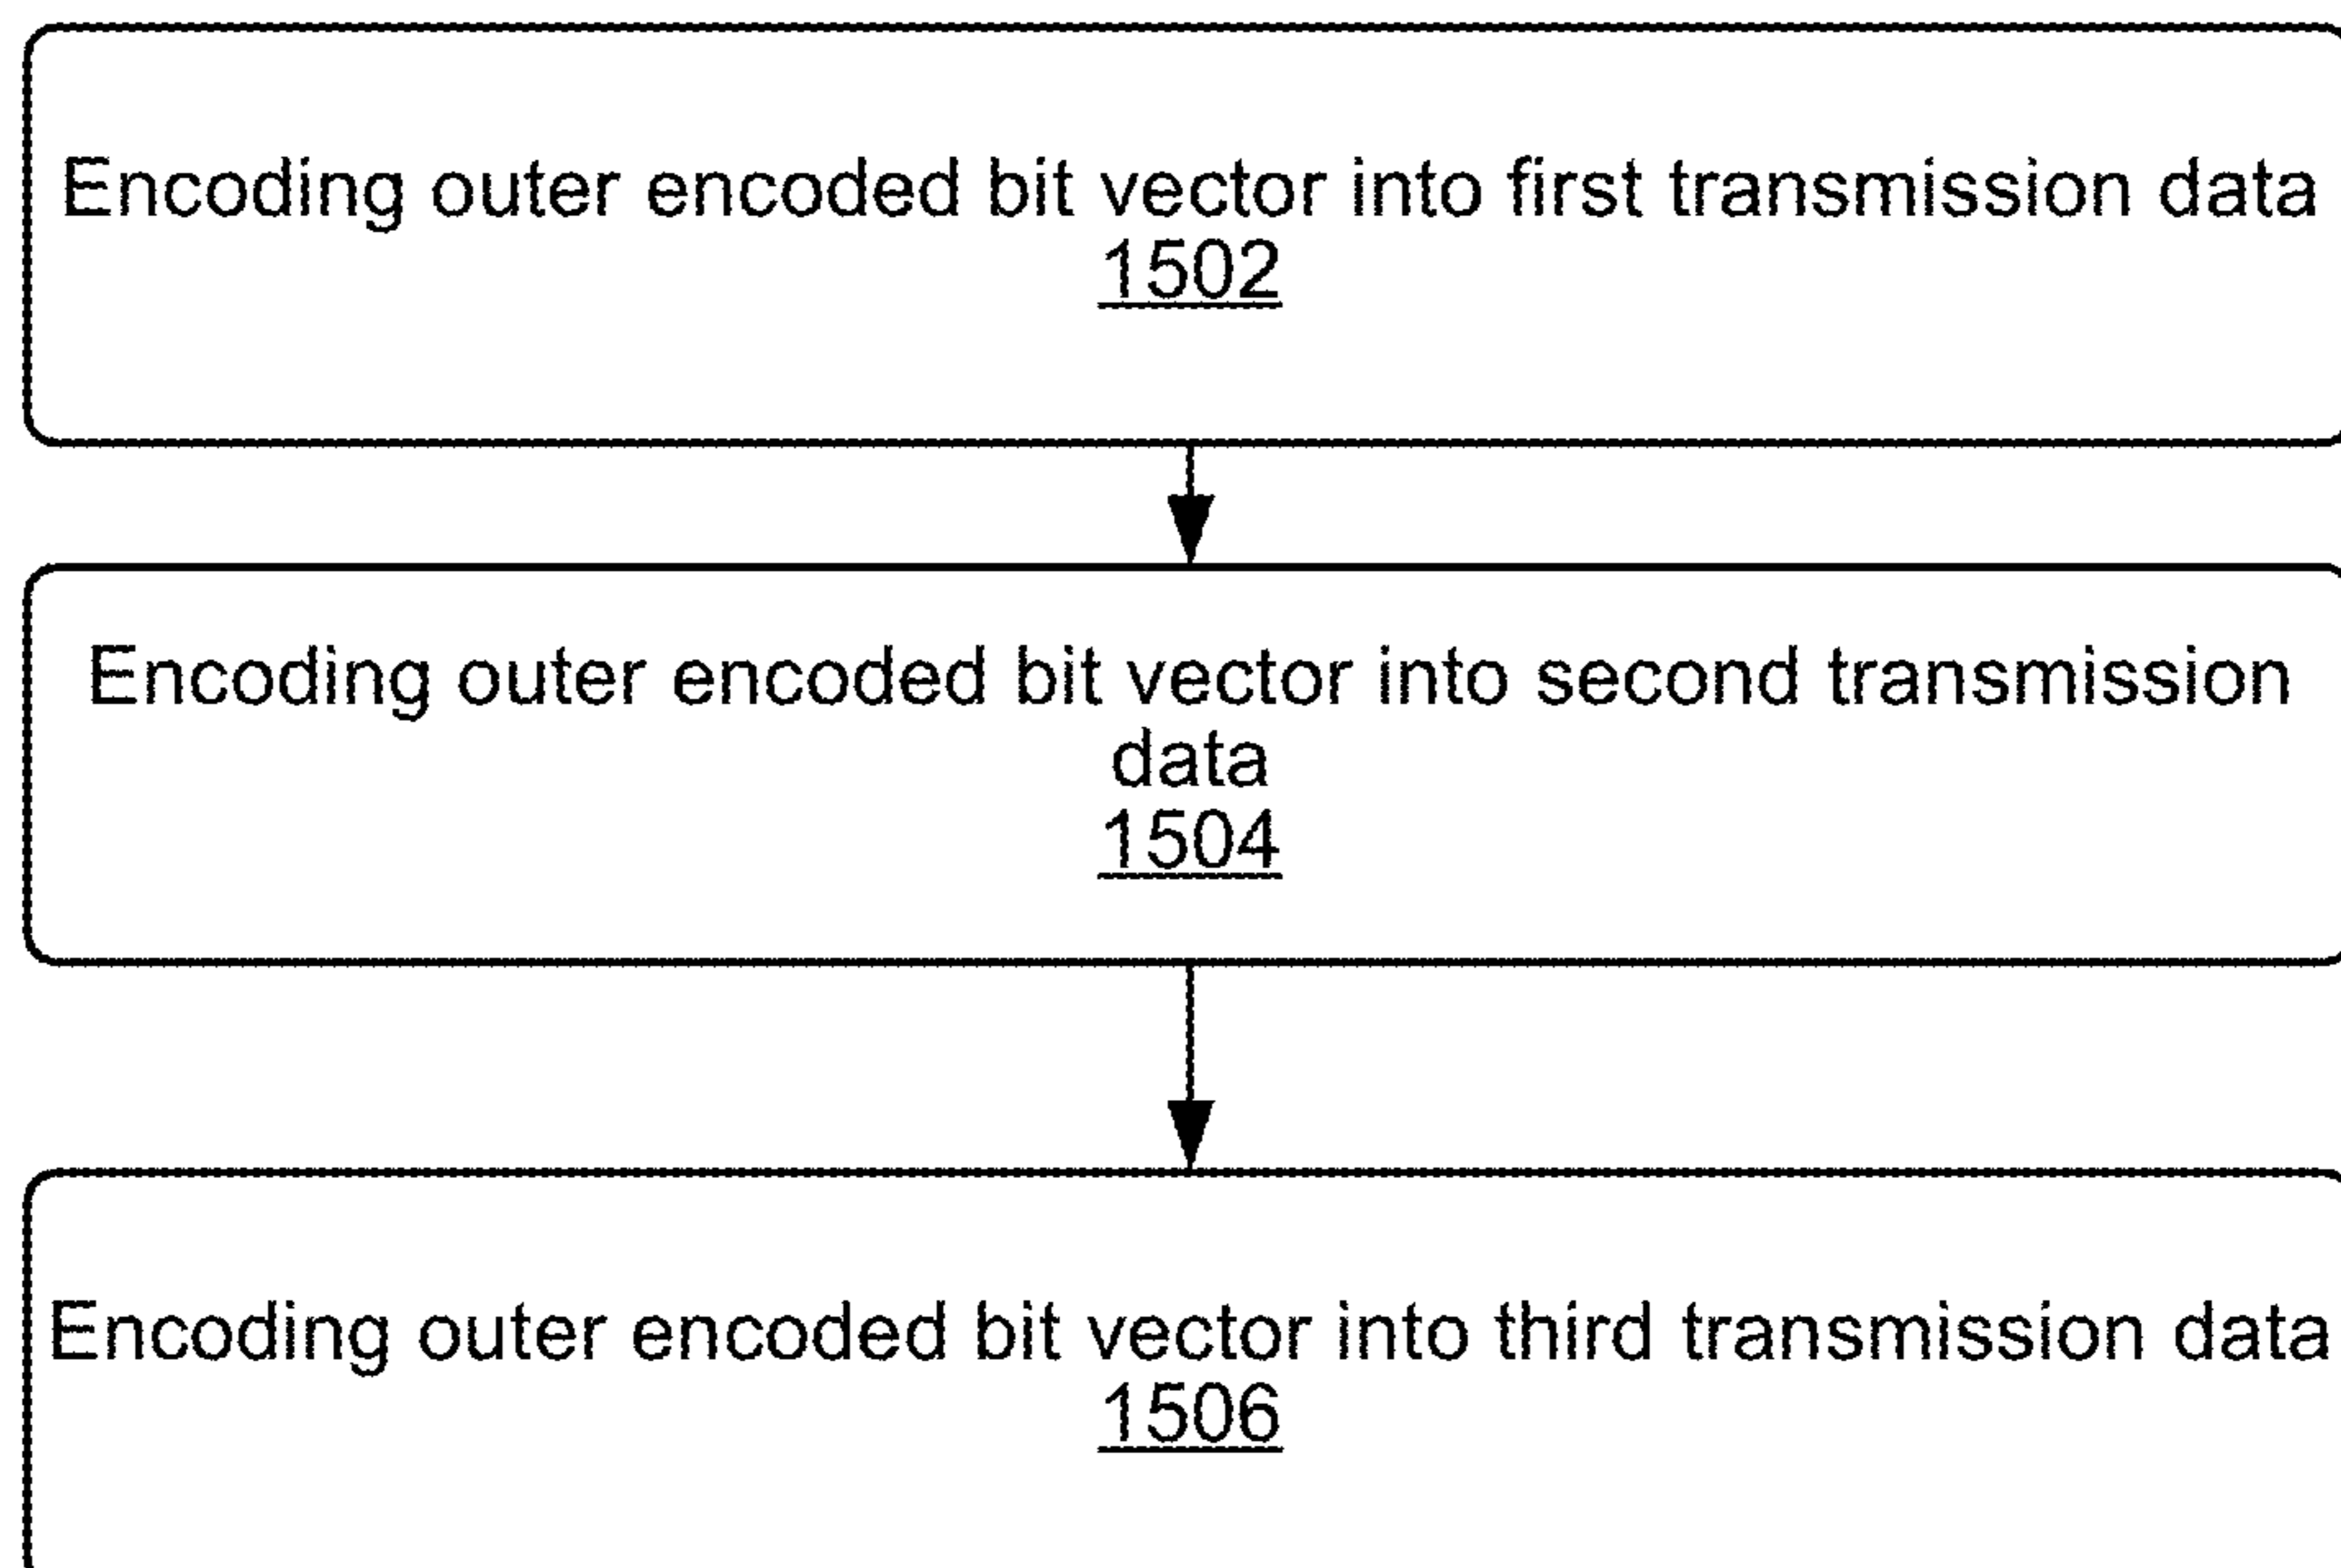 Encoding outer encoded bit vector into first transmission data
1502
Encoding outer encoded bit vector into second transmission
data
1504
Encoding outer encoded bit vector into third transmission data
1506